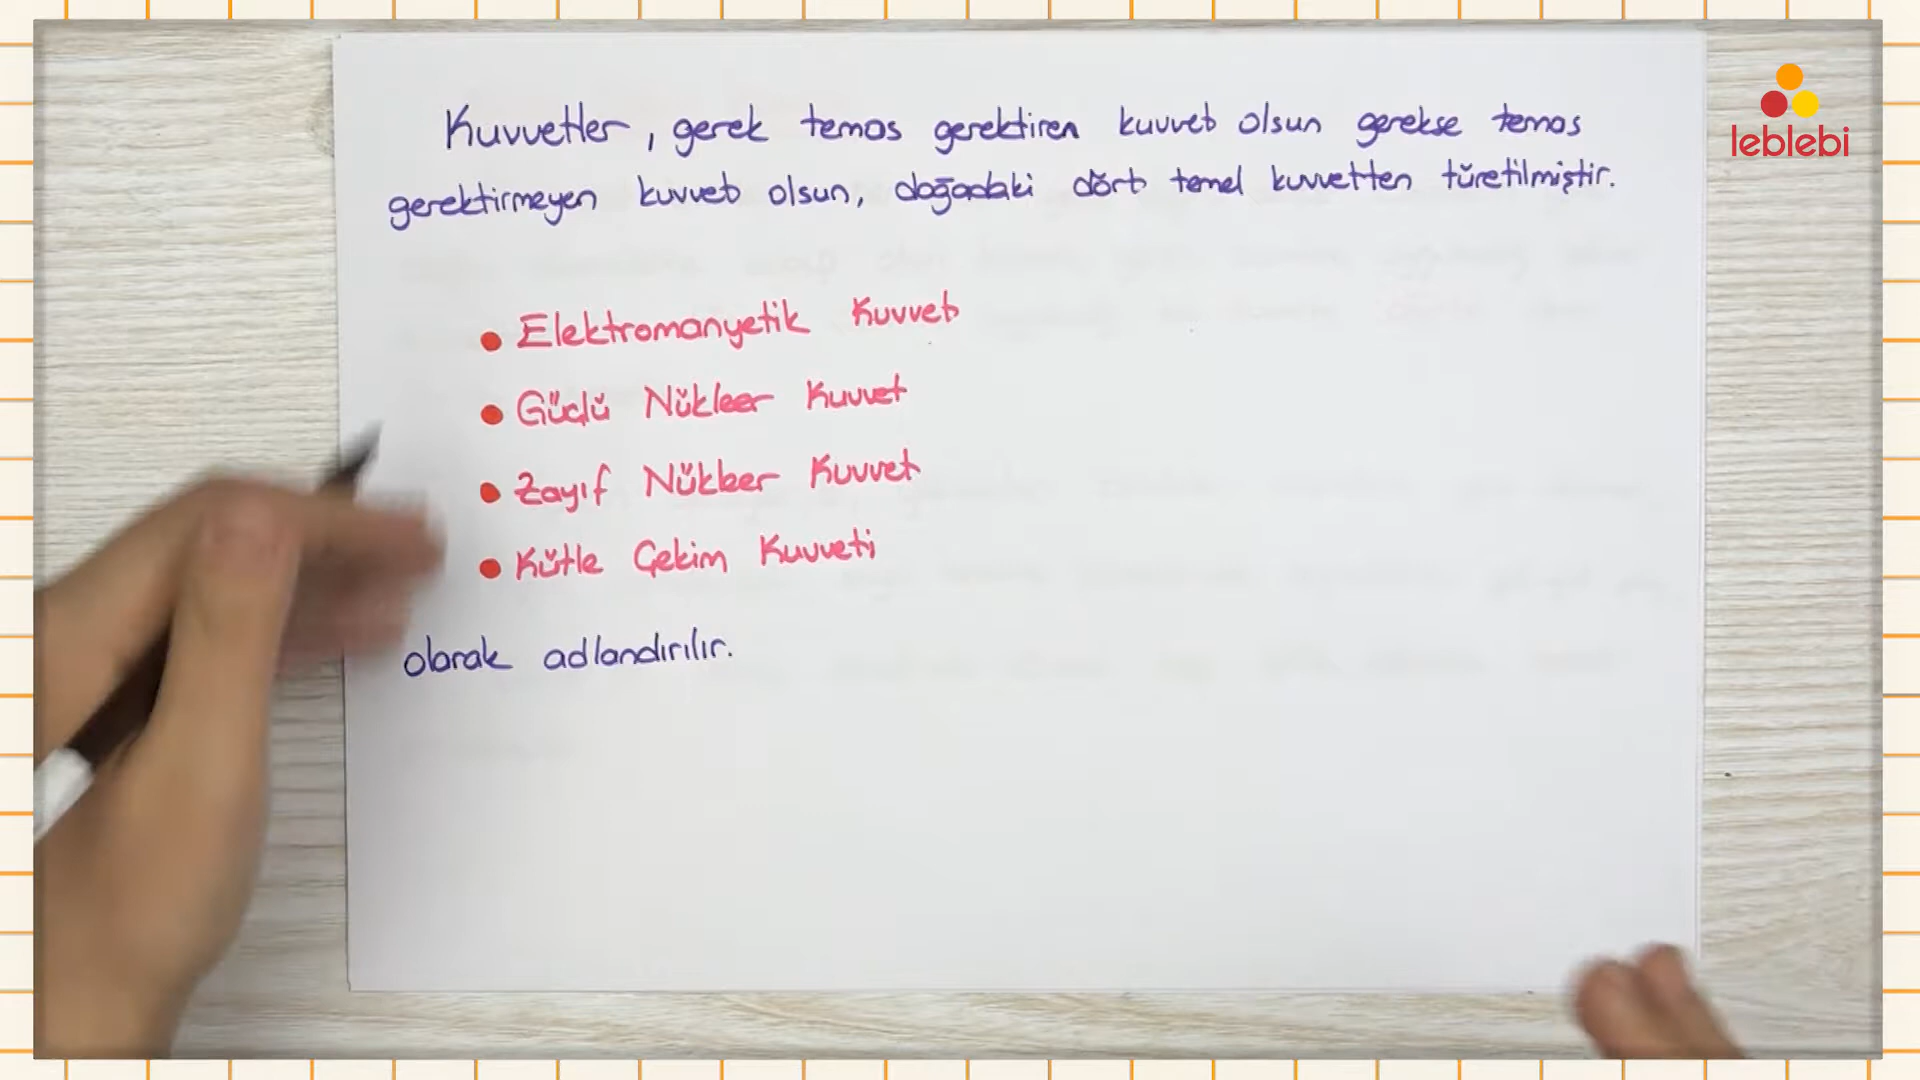 Kuvvetler, gerek temas gerektiren kuvvet olsun gerekse temas
gerektirmeyen kuvvet olsun, doğadaki dört temel kuvvetten türetilmiştir.
• Elektromanyetik Kuvvet
• Güçlü Nükleer Kuvvet
• Zayıf Nükleer Kuvvet
• Kütle Çekim Kuvveti
olarak adlandırılır.
leblebi